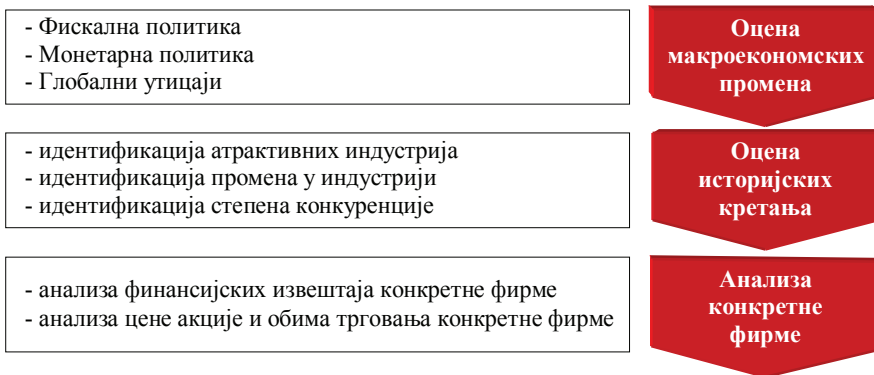 - Фискална политика
- Монетарна политика
- Глобални утицаји
Оцена
макроекономских
промена
- идентификација атрактивних индустрија
- идентификација промена у индустрији
- идентификација степена конкуренције
Оцена
историјских
кретања
- анализа финансијских извештаја конкретне фирме
- анализа цене акције и обима трговања конкретне фирме
Анализа
конкретне
фирме